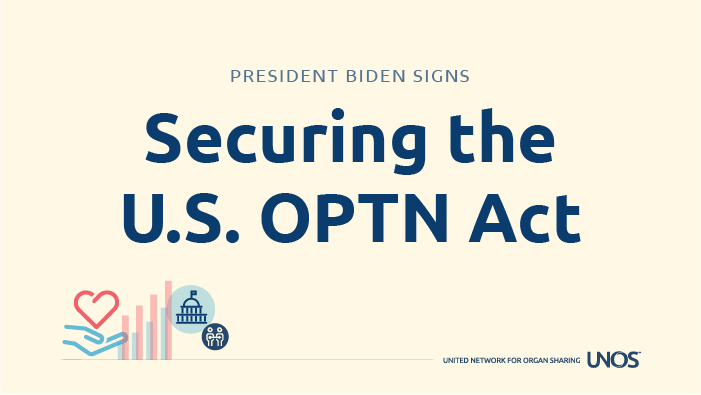 PRESIDENT BIDEN SIGNS
Securing the
U.S. OPTN Act
UNITED NETWORK FOR ORGAN SHARING UNOS